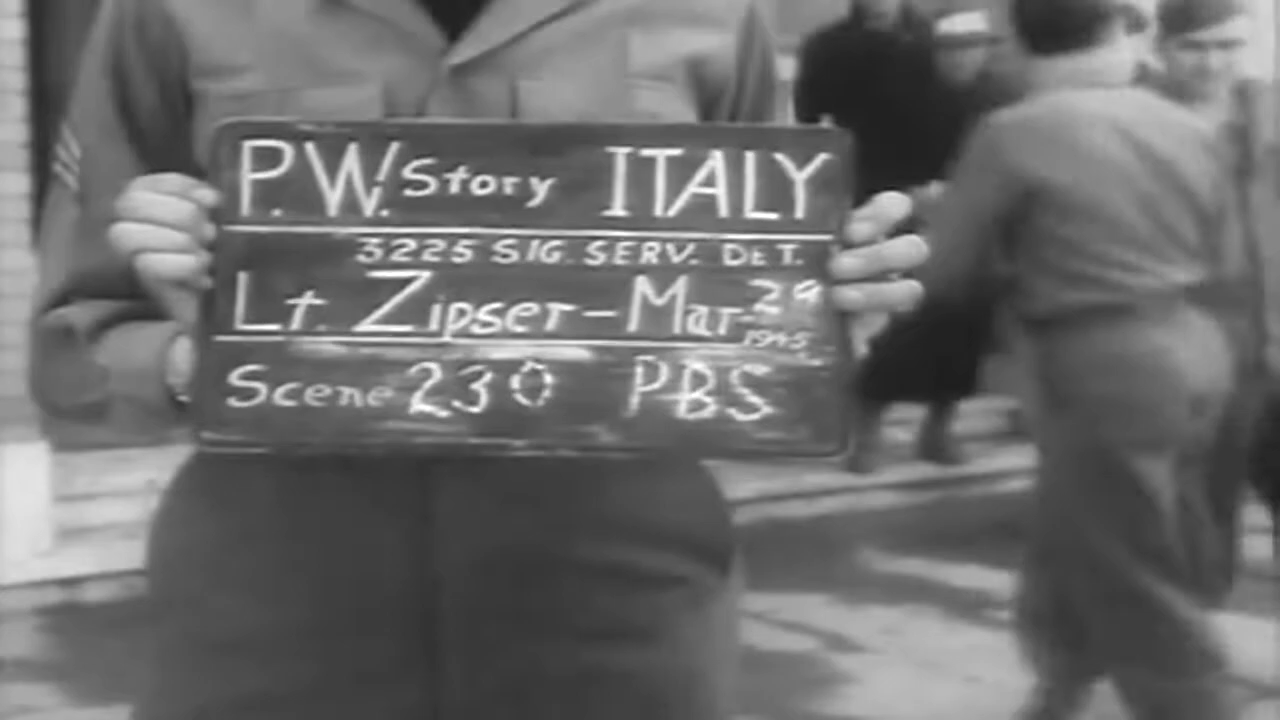 P.W. Story ITALY
3225 SIG. SERV. DET.
Lt. Zipser - Mar. 29
1945
Scene 230 PBS